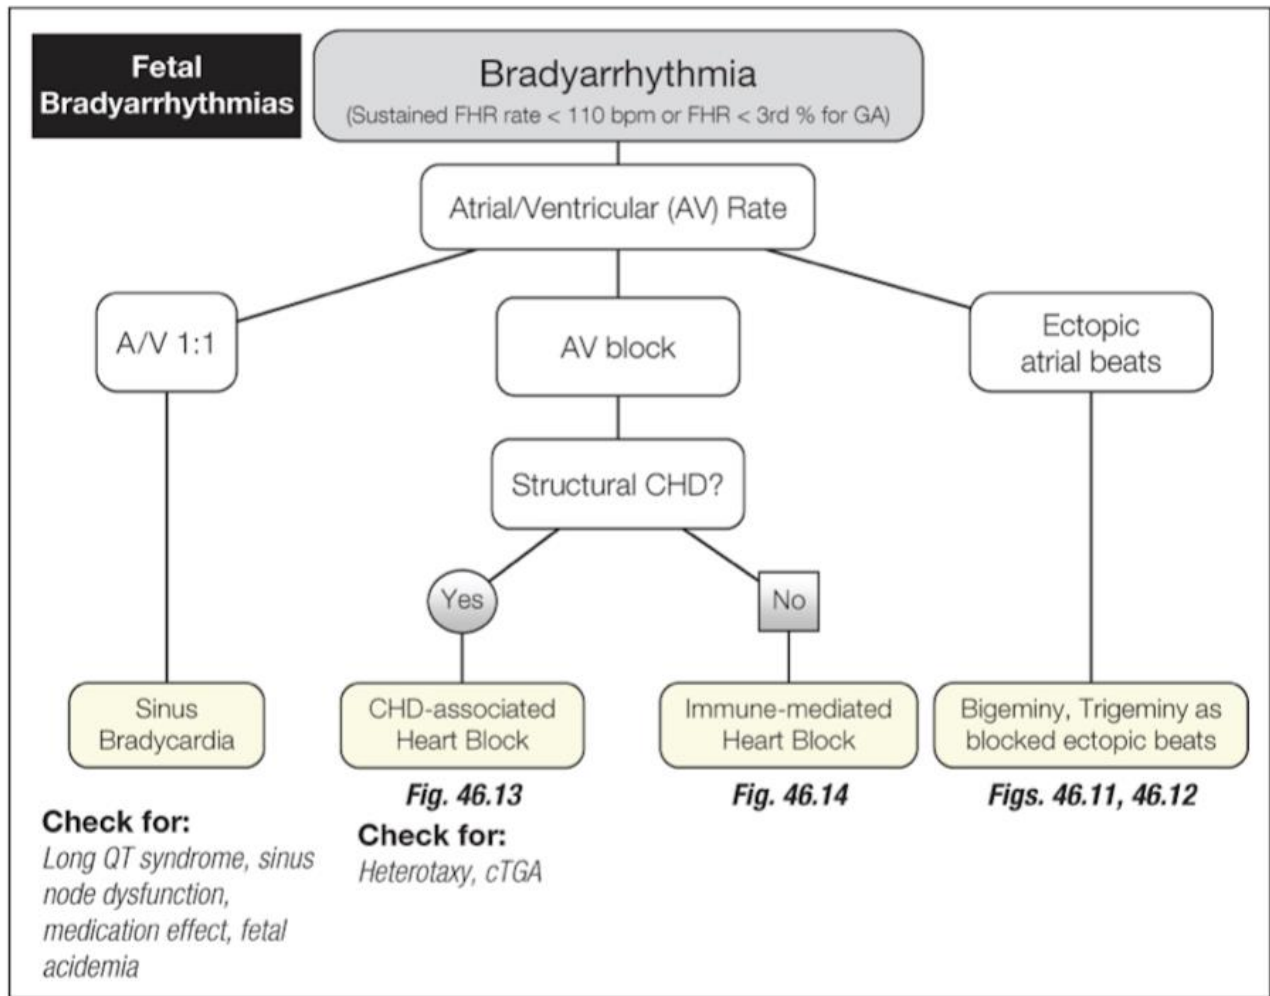 Fetal
Bradyarrhythmias
Bradyarrhythmia
(Sustained FHR rate < 110 bpm or FHR < 3rd % for GA)
Atrial/Ventricular (AV) Rate
A/V 1:1
AV block
Ectopic
atrial beats
Structural CHD?
Yes
No
Sinus
Bradycardia
CHD-associated
Heart Block
Immune-mediated
Heart Block
Bigeminy, Trigeminy as
blocked ectopic beats
Fig. 46.13
Fig. 46.14
Figs. 46.11, 46.12
Check for:
Long QT syndrome, sinus
node dysfunction,
medication effect, fetal
acidemia
Check for:
Heterotaxy, cTGA